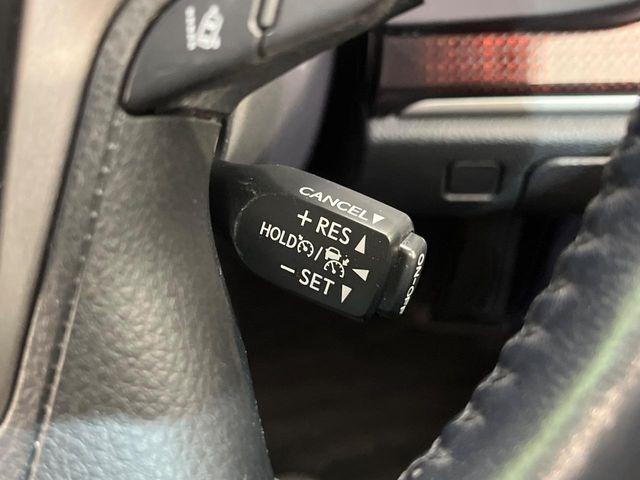 CANCEL▼
+RES▲
HOLD /
-SET▼
ON-OFF